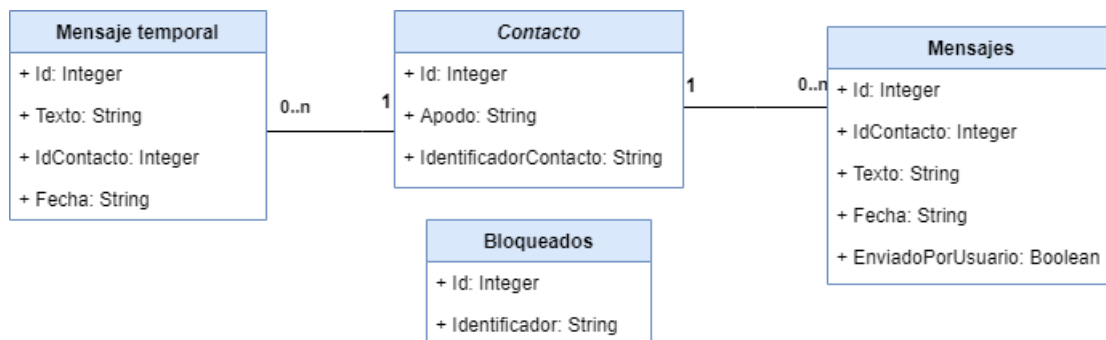 Mensaje temporal
+ Id: Integer
+ Texto: String
+ IdContacto: Integer
+ Fecha: String
0..n
1
Contacto
+ Id: Integer
+ Apodo: String
+ IdentificadorContacto: String
1
0..n
Mensajes
+ Id: Integer
+ IdContacto: Integer
+ Texto: String
+ Fecha: String
+ EnviadoPorUsuario: Boolean
Bloqueados
+ Id: Integer
+ Identificador: String